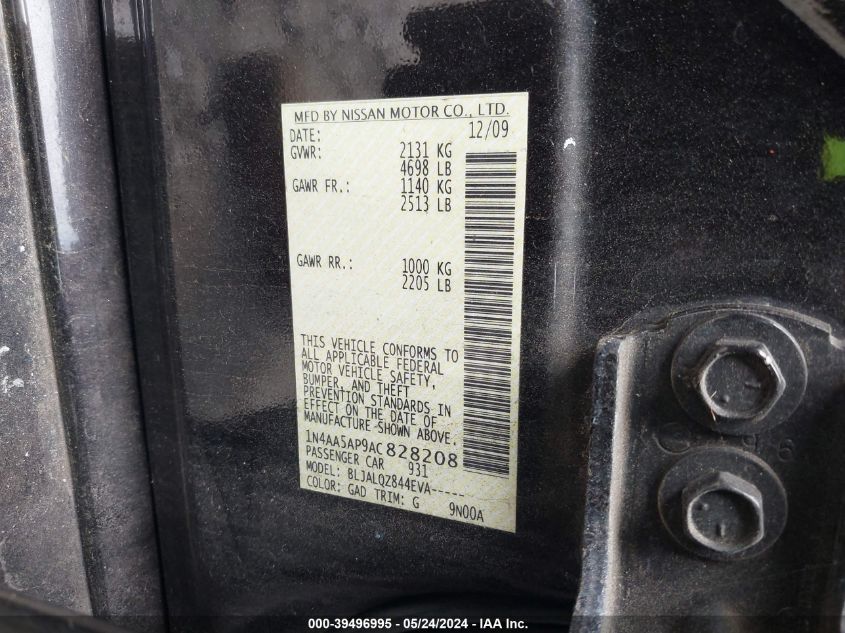 MFD BY NISSAN MOTOR CO., LTD.
DATE: 12/09
GVWR: 2131 KG
4698 LB
GAWR FR.: 1140 KG
2513 LB
GAWR RR.: 1000 KG
2205 LB
THIS VEHICLE CONFORMS TO
ALL APPLICABLE FEDERAL
MOTOR VEHICLE SAFETY,
BUMPER, AND THEFT
PREVENTION STANDARDS IN
EFFECT ON THE DATE OF
MANUFACTURE SHOWN ABOVE.
1N4AA5AP9AC828208
PASSENGER CAR 931
MODEL: BLJALQZ844EVA-----
COLOR: GAD TRIM: G 9N00A
000-39496995 • 05/24/2024 • IAA Inc.